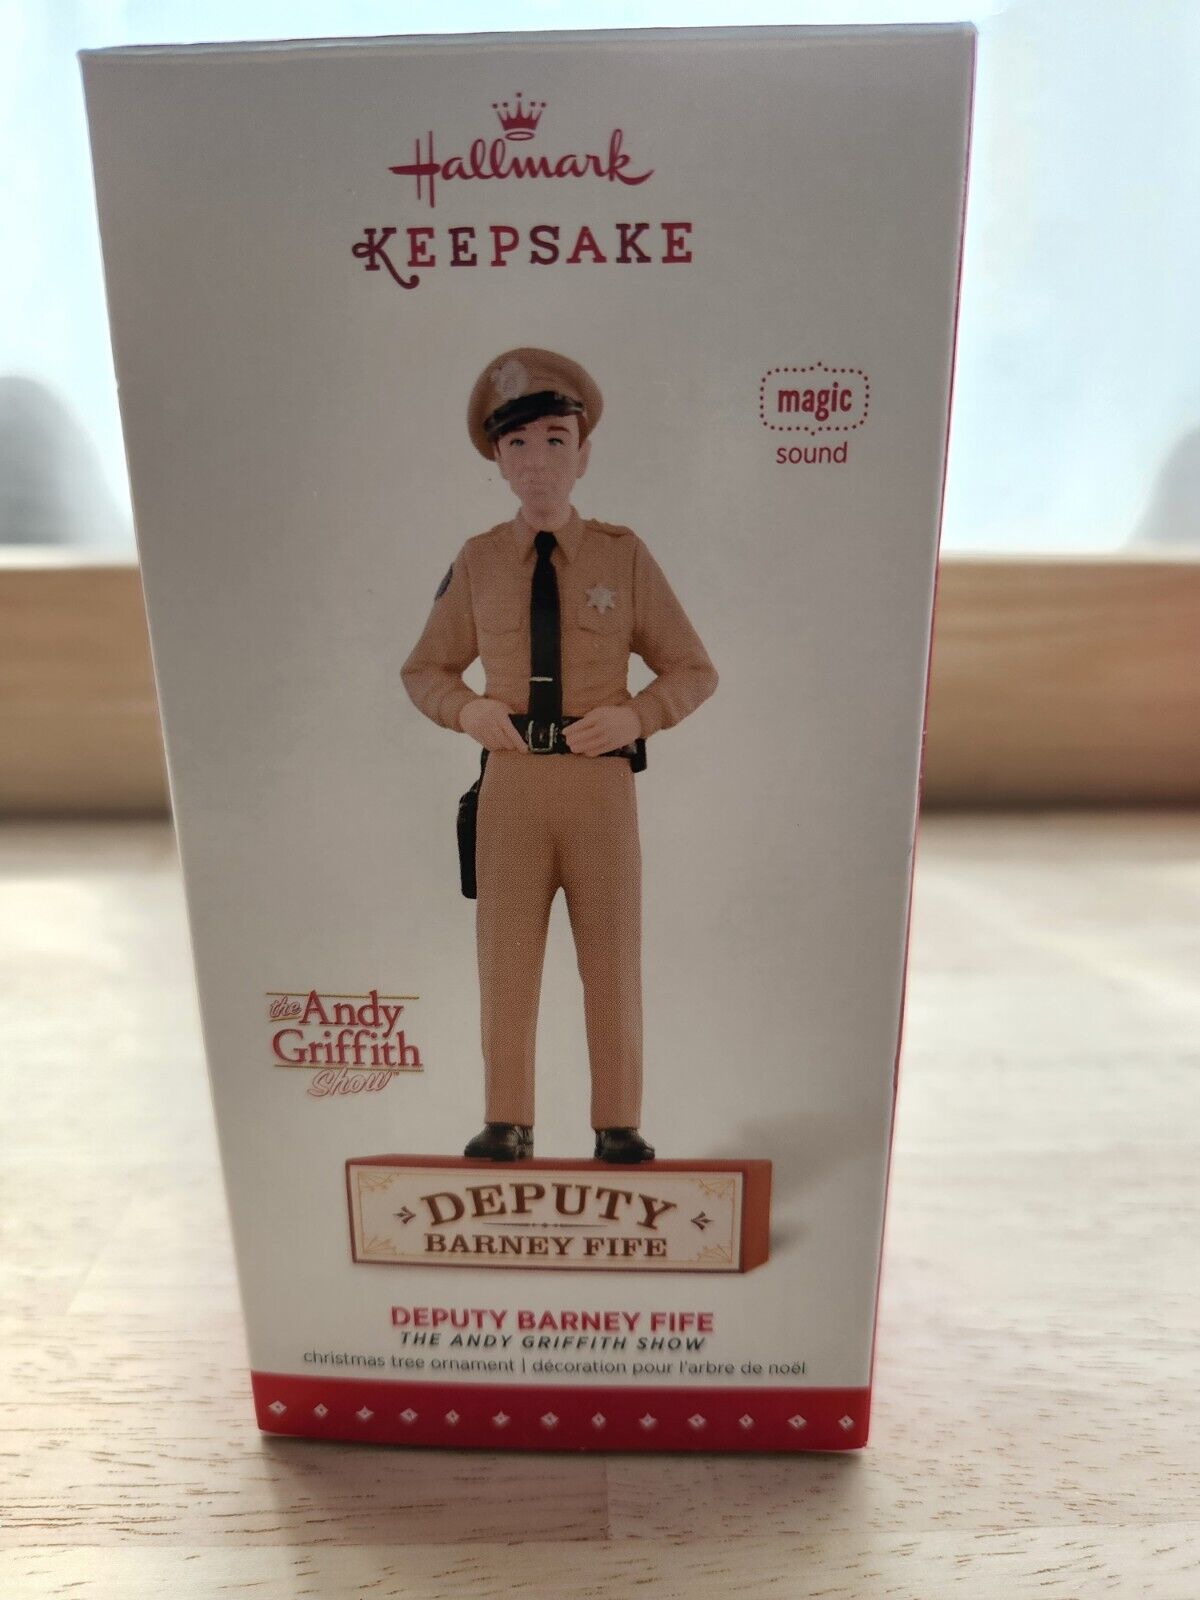 Hallmark
KEEPSAKE
magic
sound
the Andy
Griffith
Show™
DEPUTY
BARNEY FIFE
DEPUTY BARNEY FIFE
THE ANDY GRIFFITH SHOW
christmas tree ornament | décoration pour l'arbre de noël